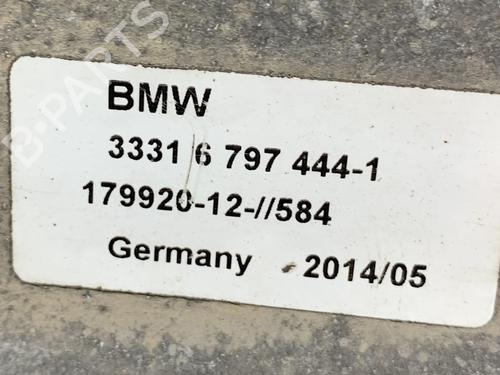 B-PARTS
BMW
3331 6 797 444-1
179920-12-//584
Germany 2014/05